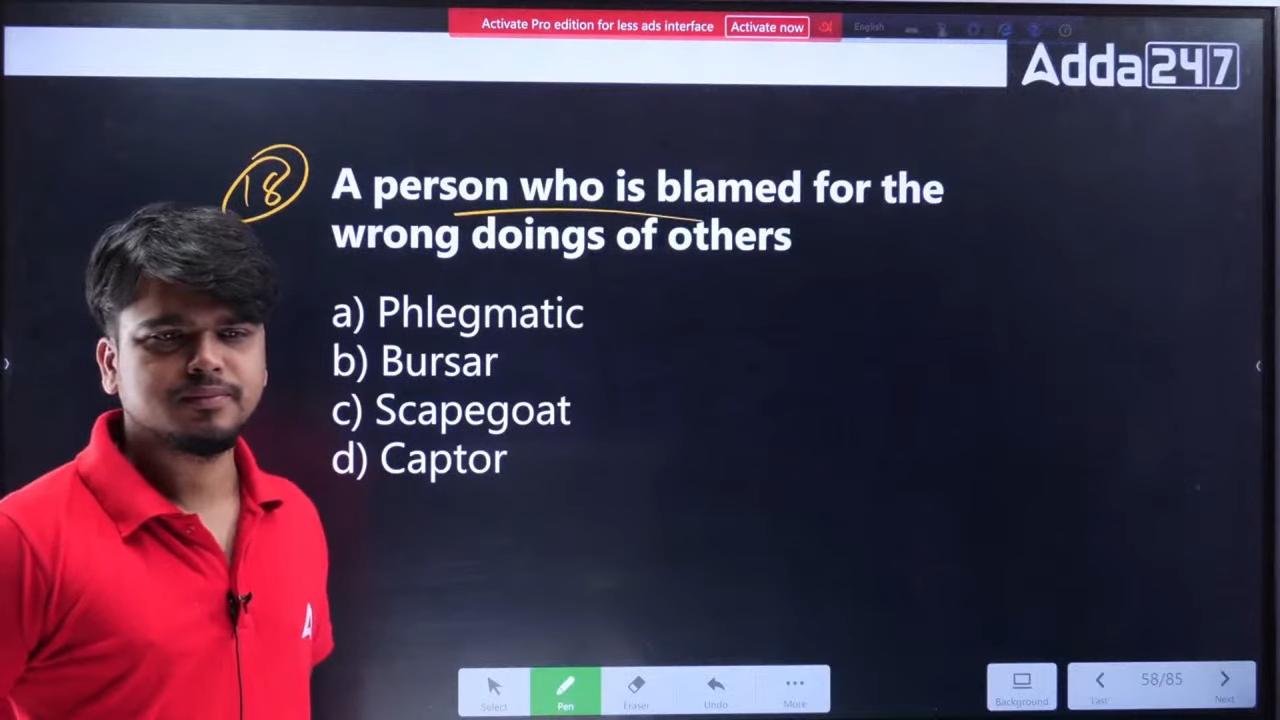 Activate Pro edition for less ads interface Activate now
English
Adda247
18
A person who is blamed for the
wrong doings of others
a) Phlegmatic
b) Bursar
c) Scapegoat
d) Captor
Select
Pen
Eraser
Undo
More
Background
Last
58/85
Next